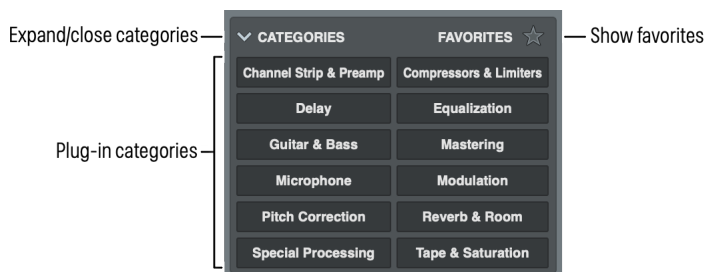 Expand/close categories
CATEGORIES FAVORITES
Show favorites
Channel Strip & Preamp Compressors & Limiters
Delay Equalization
Guitar & Bass Mastering
Plug-in categories
Microphone Modulation
Pitch Correction Reverb & Room
Special Processing Tape & Saturation